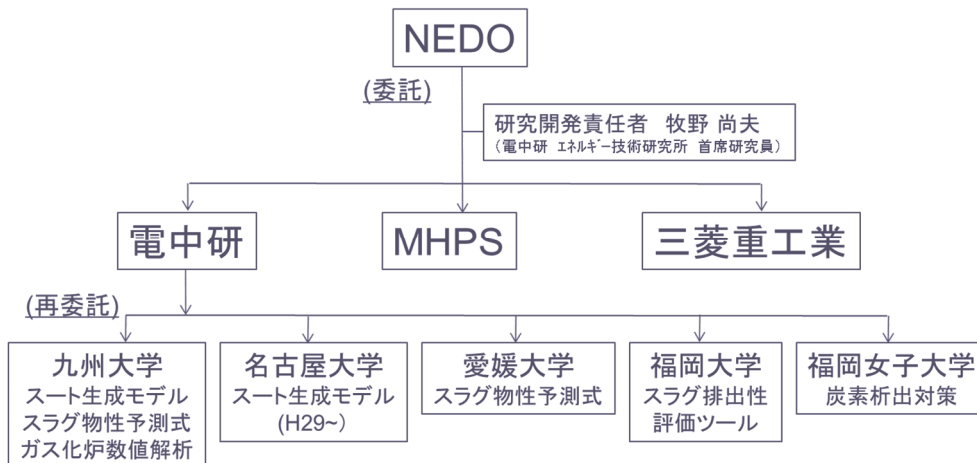 NEDO
(委託)
研究開発責任者 牧野 尚夫
(電中研 エネルギー技術研究所 首席研究員)
電中研
MHPS
三菱重工業
(再委託)
九州大学
スート生成モデル
スラグ物性予測式
ガス化炉数値解析
名古屋大学
スート生成モデル
(H29~)
愛媛大学
スラグ物性予測式
福岡大学
スラグ排出性
評価ツール
福岡女子大学
炭素析出対策